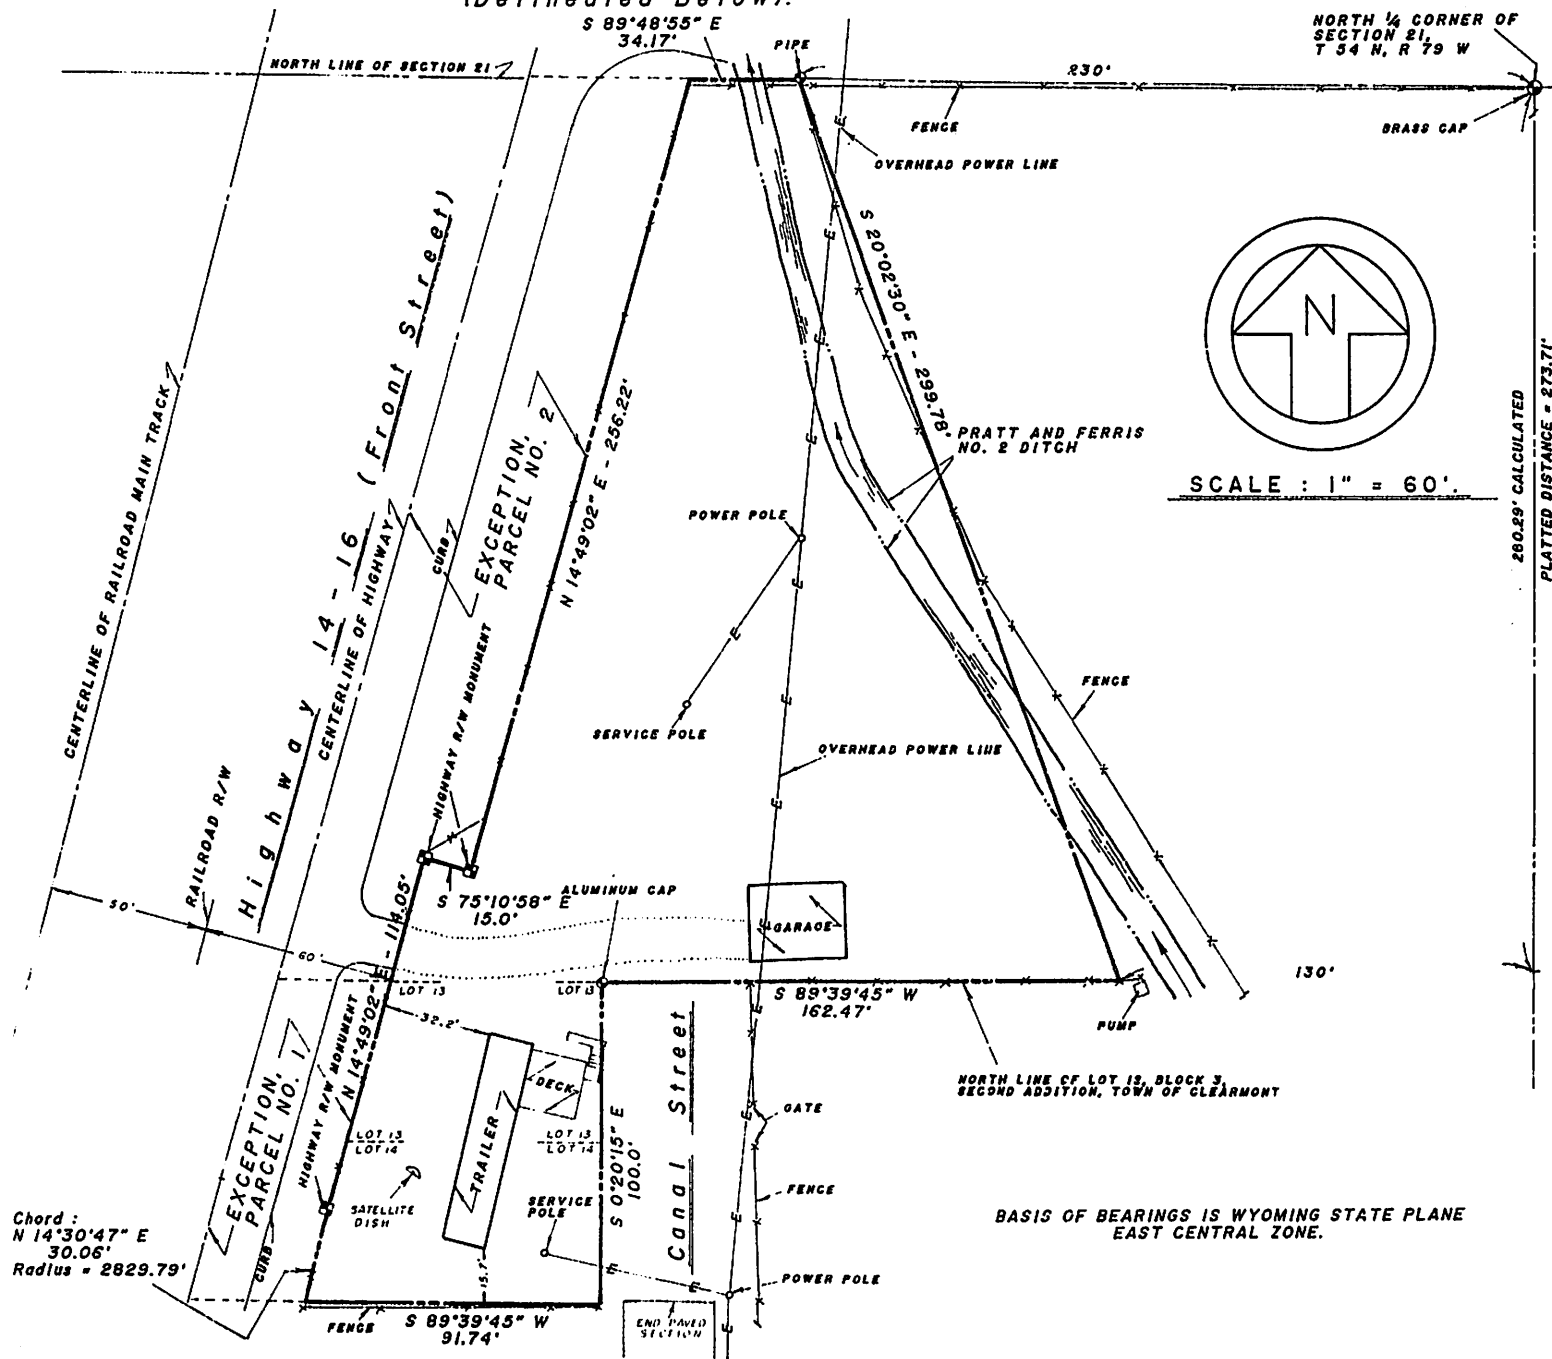 (Delineated Below).
S 89°48'55" E
34.17'
PIPE
NORTH ¼ CORNER OF
SECTION 21,
T 54 N, R 79 W
NORTH LINE OF SECTION 21
230'
FENCE
BRASS CAP
OVERHEAD POWER LINE
E
E
S 20°02'30" E - 299.78'
N
SCALE : 1" = 60'.
280.29' CALCULATED
PLATTED DISTANCE = 273.71'
CENTERLINE OF RAILROAD MAIN TRACK
Highway 14 - 16 (Front Street)
CENTERLINE OF HIGHWAY
CURB
EXCEPTION,
PARCEL NO. 2
N 14°49'02" E - 256.22'
E
E
PRATT AND FERRIS
NO. 2 DITCH
POWER POLE
E
E
SERVICE POLE
E
FENCE
OVERHEAD POWER LINE
E
HIGHWAY R/W MONUMENT
RAILROAD R/W
50'
60'
S 75°10'58" E
15.0'
ALUMINUM CAP
E
GARAGE
N 14°49'02" E - 114.05'
LOT 13
LOT 13
S 89°39'45" W
162.47'
E
130'
PUMP
32.2'
HIGHWAY R/W MONUMENT
EXCEPTION,
PARCEL NO. 1
DECK
TRAILER
Canal Street
NORTH LINE OF LOT 13, BLOCK 3,
SECOND ADDITION, TOWN OF CLEARMONT
E
GATE
LOT 13
LOT 14
LOT 13
LOT 14
S 0°20'15" E
100.0'
SATELLITE
DISH
SERVICE
POLE
FENCE
E
BASIS OF BEARINGS IS WYOMING STATE PLANE
EAST CENTRAL ZONE.
Chord :
N 14°30'47" E
30.06'
Radius = 2829.79'
CURB
15.7'
E
E
POWER POLE
FENCE
S 89°39'45" W
91.74'
END PAVED
SECTION
E